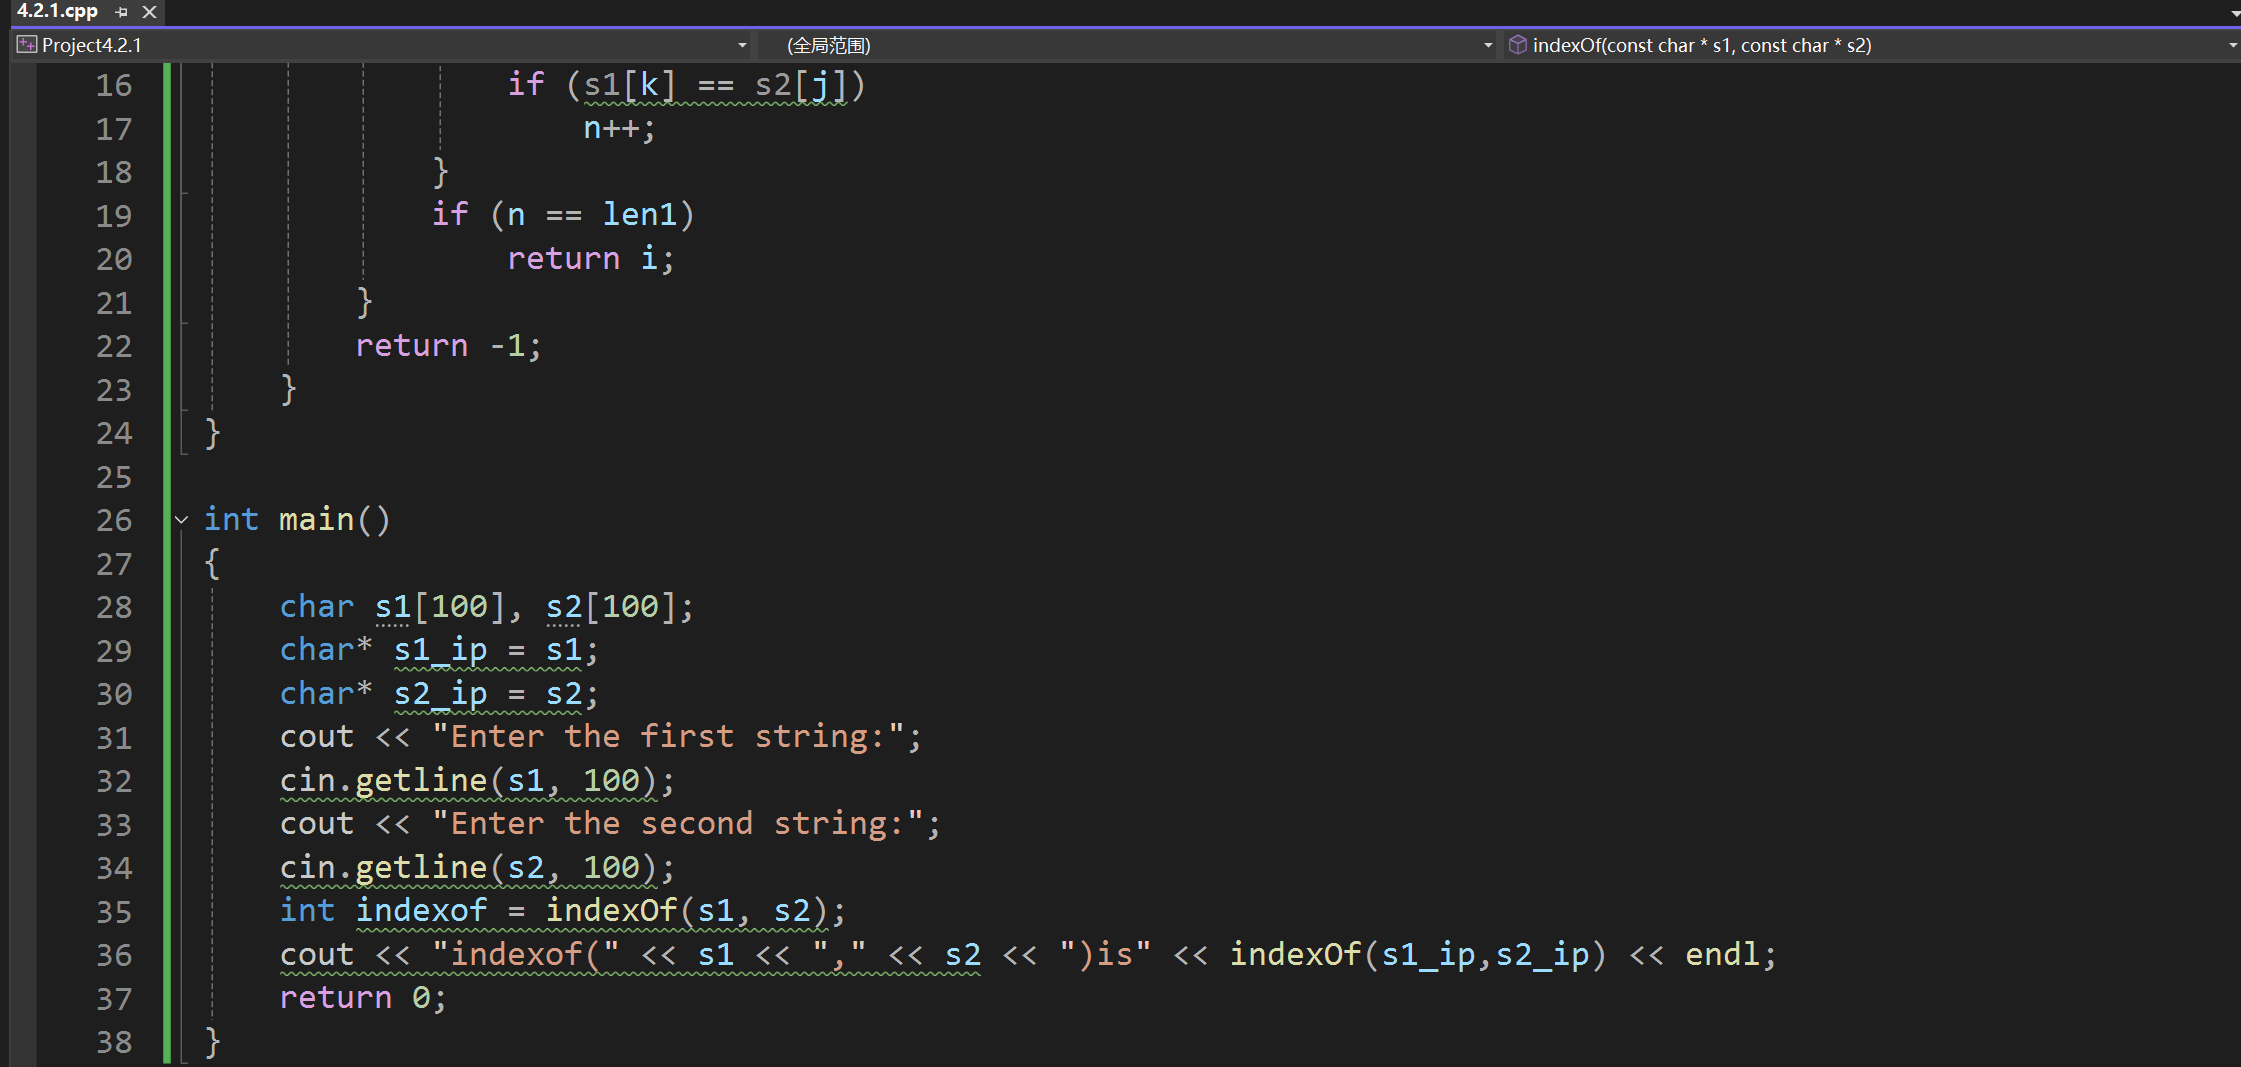 4.2.1.cpp
Project4.2.1 (全局范围) indexOf(const char * s1, const char * s2)
16 if (s1[k] == s2[j])
17 n++;
18 }
19 if (n == len1)
20 return i;
21 }
22 return -1;
23 }
24 }
25
26 int main()
27 {
28 char s1[100], s2[100];
29 char* s1_ip = s1;
30 char* s2_ip = s2;
31 cout << "Enter the first string:";
32 cin.getline(s1, 100);
33 cout << "Enter the second string:";
34 cin.getline(s2, 100);
35 int indexof = indexOf(s1, s2);
36 cout << "indexof(" << s1 << "," << s2 << ")is" << indexOf(s1_ip,s2_ip) << endl;
37 return 0;
38 }